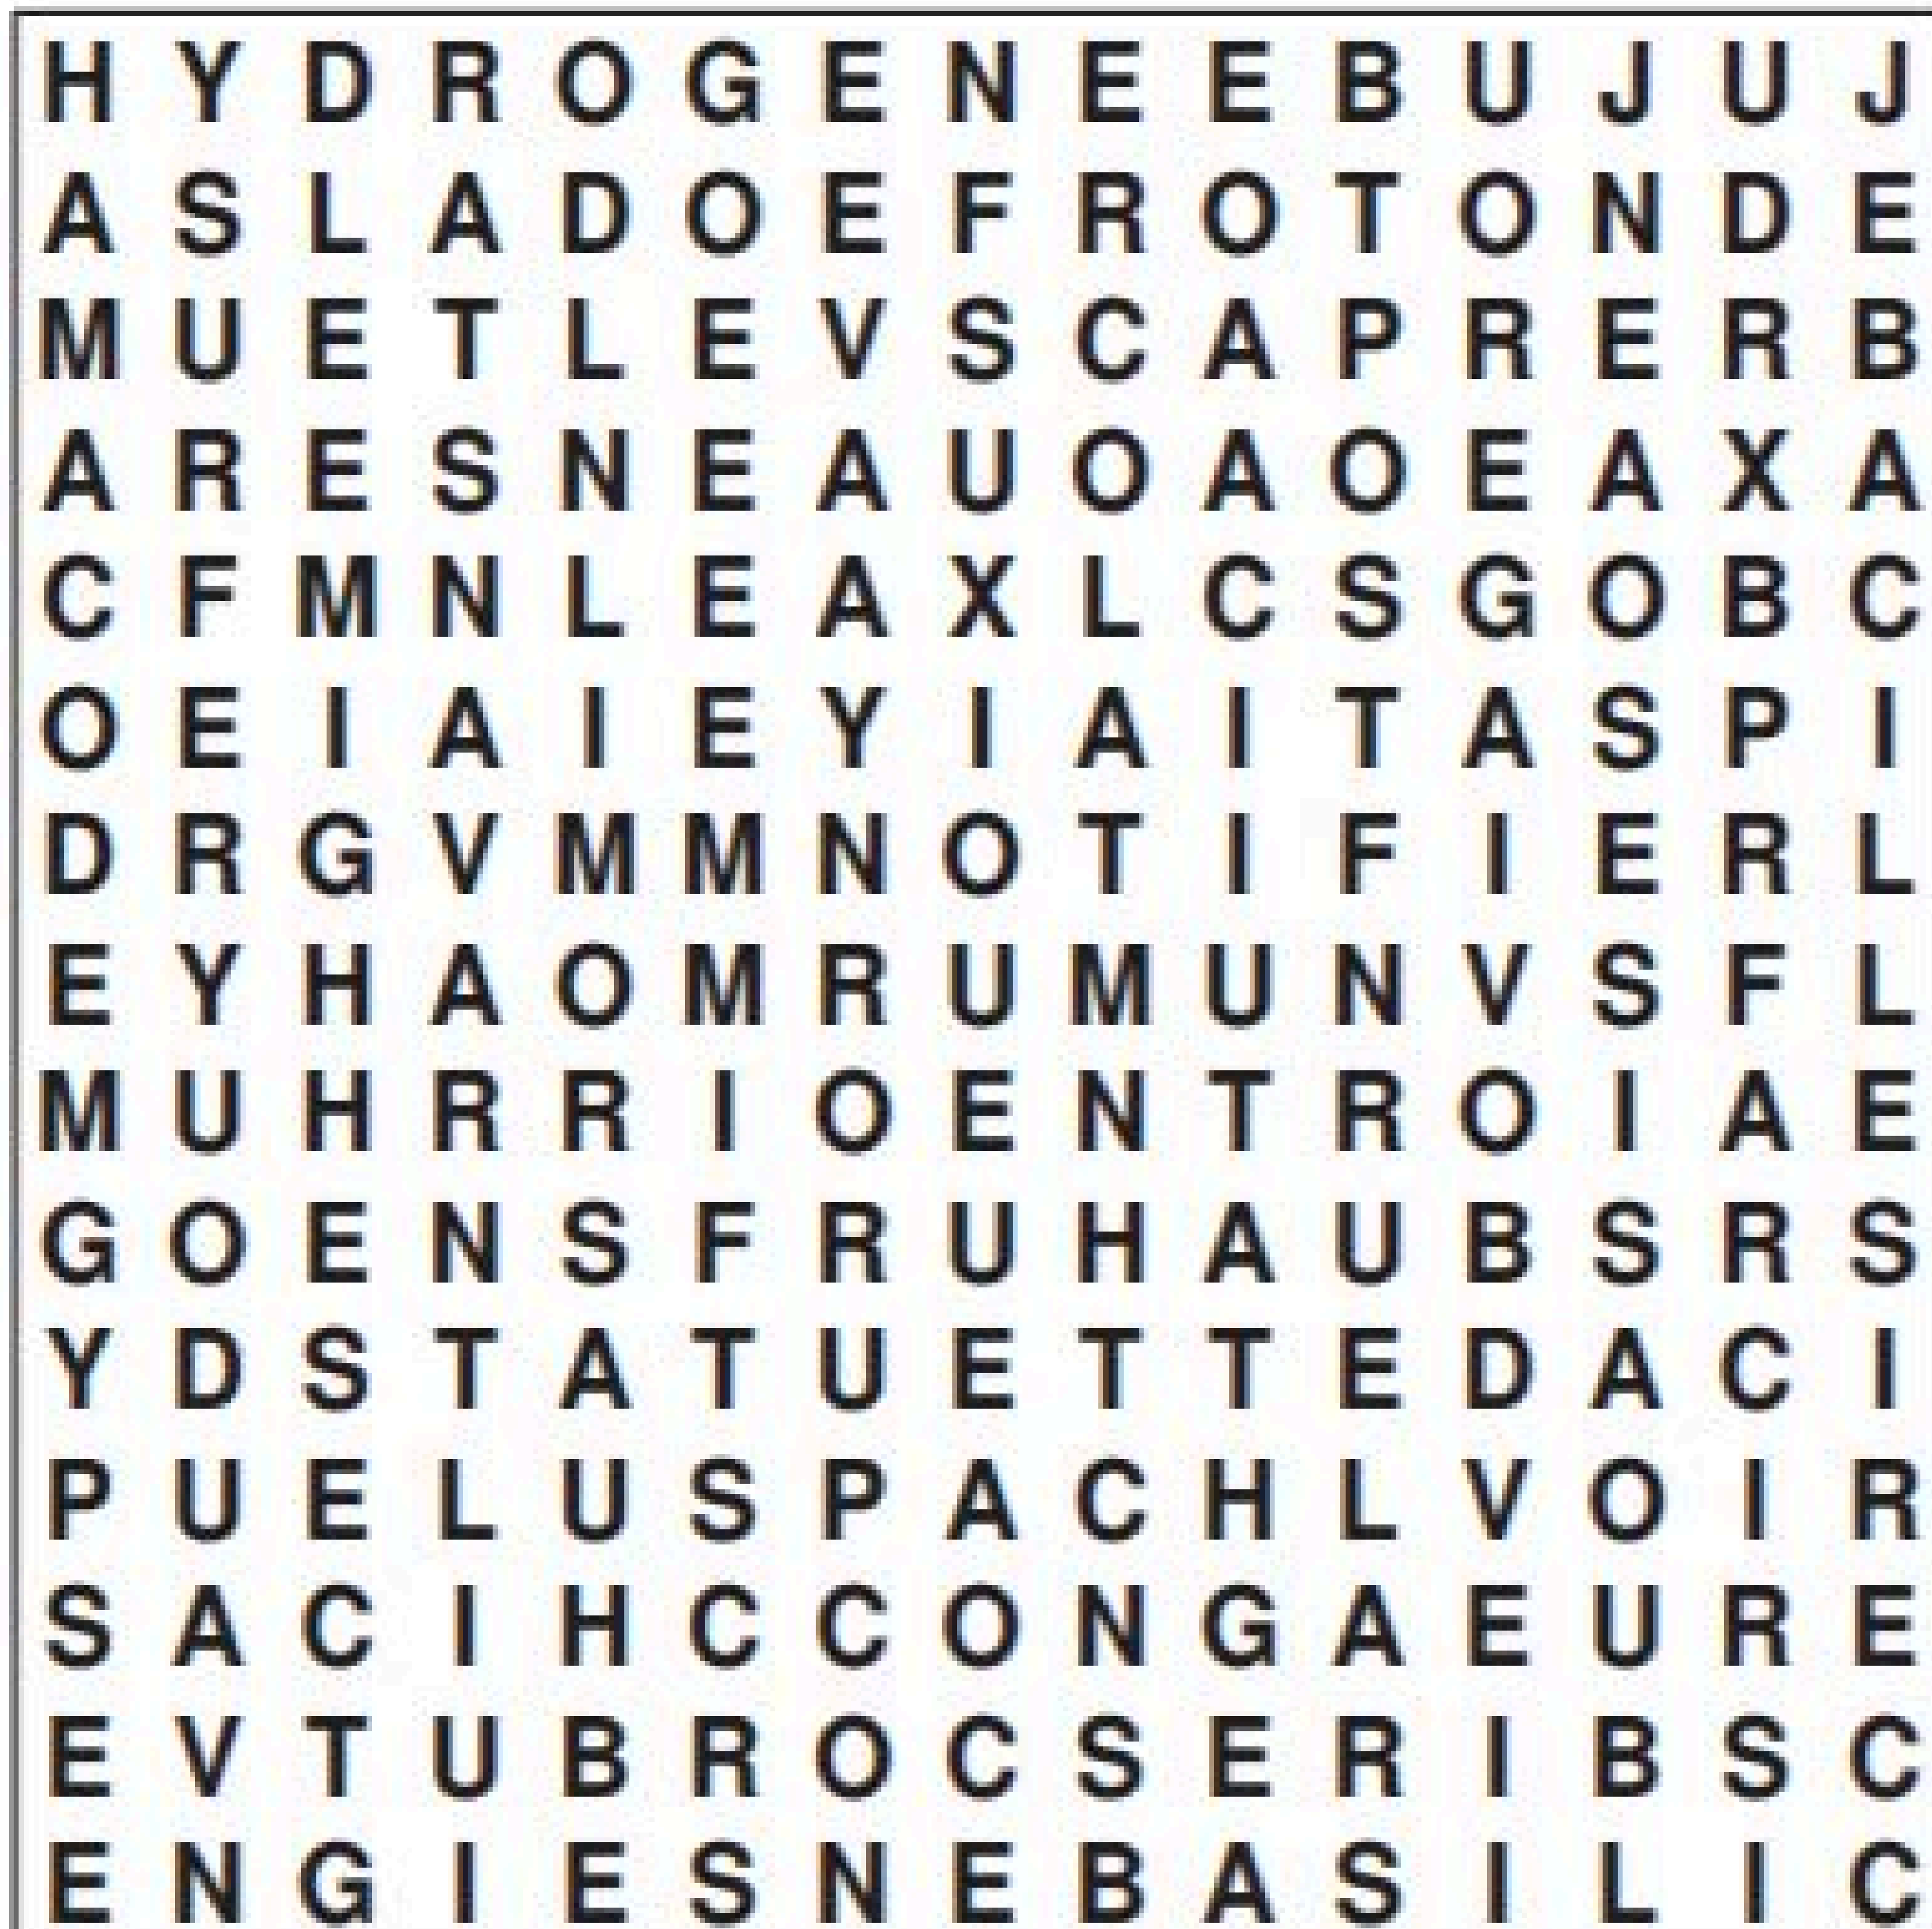 H Y D R O G E N E E B U J U J
A S L A D O E F R O T O N D E
M U E T L E V S C A P R E R B
A R E S N E A U O A O E A X A
C F M N L E A X L C S G O B C
O E I A I E Y I A I T A S P I
D R G V M M N O T I F I E R L
E Y H A O M R U M U N V S F L
M U H R R I O E N T R O I A E
G O E N S F R U H A U B S R S
Y D S T A T U E T T E D A C I
P U E L U S P A C H L V O I R
S A C I H C C O N G A E U R E
E V T U B R O C S E R I B S C
E N G I E S N E B A S I L I C